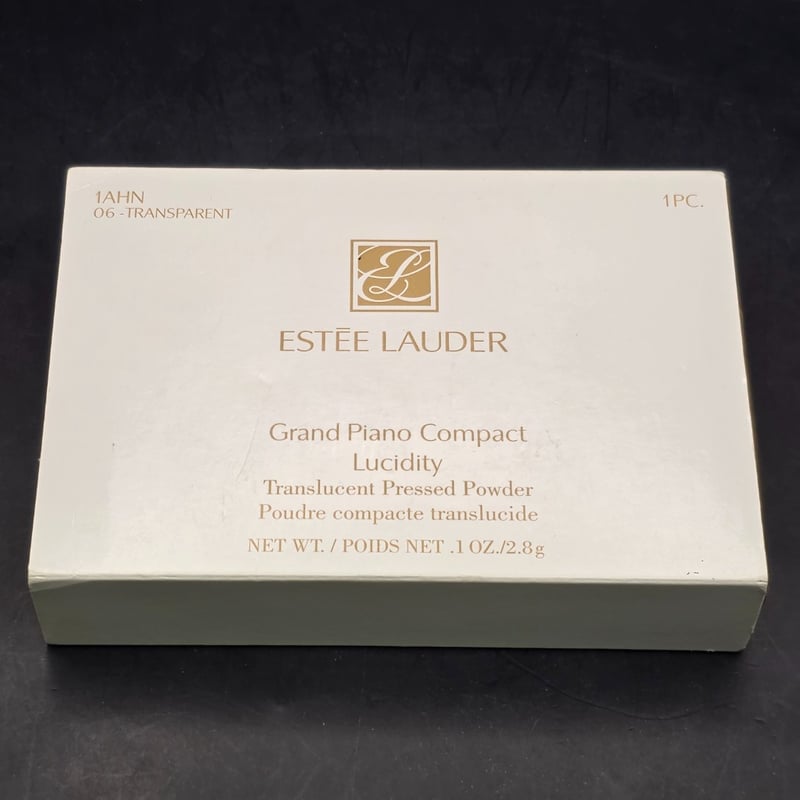 1AHN
06 -TRANSPARENT
1PC.
EL
ESTĒE LAUDER
Grand Piano Compact
Lucidity
Translucent Pressed Powder
Poudre compacte translucide
NET WT. / POIDS NET .1 OZ./2.8g